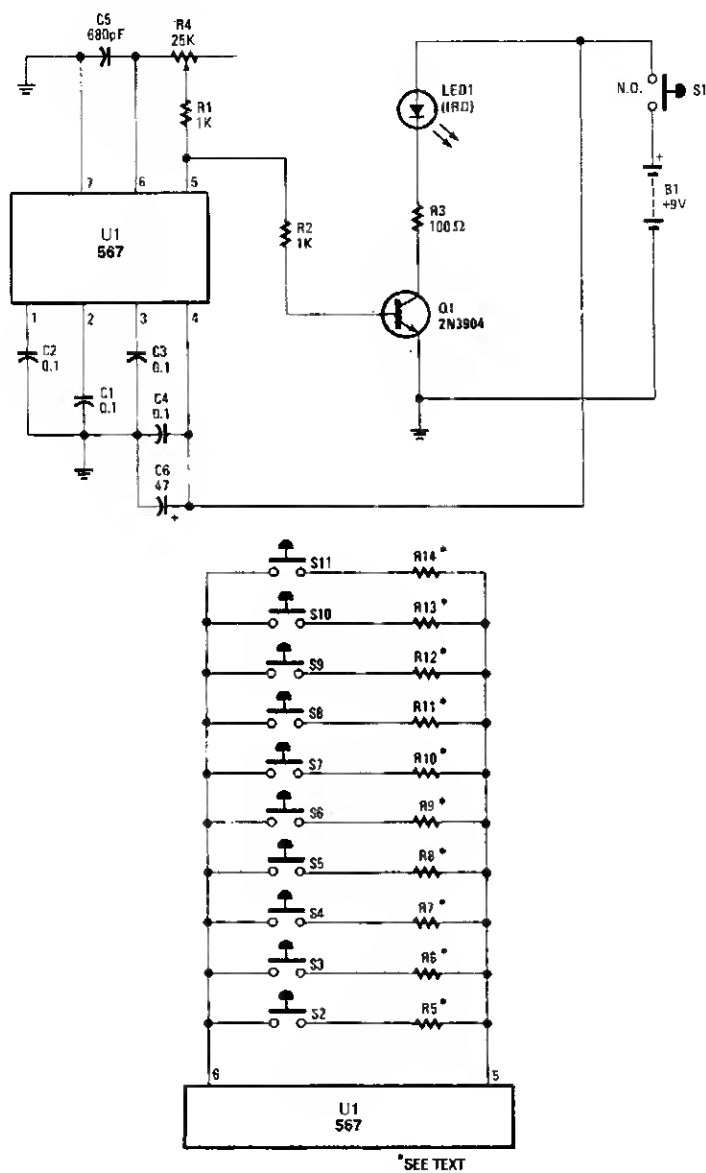 C5
680pF
R4
25K
R1
1K
7
6
5
U1
567
1
2
3
4
C2
0.1
C1
0.1
C3
0.1
C4
0.1
C6
47
+
R2
1K
LED1
(IRD)
R3
100Ω
Q1
2N3904
N.O.
S1
+
B1
+9V
S11
R14*
S10
R13*
S9
R12*
S8
R11*
S7
R10*
S6
R9*
S5
R8*
S4
R7*
S3
R6*
S2
R5*
6
5
U1
567
*SEE TEXT